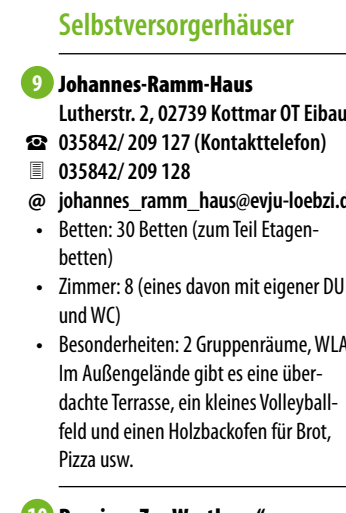 Selbstversorgerhäuser
9 Johannes-Ramm-Haus
Lutherstr. 2, 02739 Kottmar OT Eibau
☎ 035842/ 209 127 (Kontakttelefon)
035842/ 209 128
@ johannes_ramm_haus@evju-loebzi.d
• Betten: 30 Betten (zum Teil Etagen-
betten)
• Zimmer: 8 (eines davon mit eigener DU
und WC)
• Besonderheiten: 2 Gruppenräume, WLA
Im Außengelände gibt es eine über-
dachte Terrasse, ein kleines Volleyball-
feld und einen Holzbackofen für Brot,
Pizza usw.